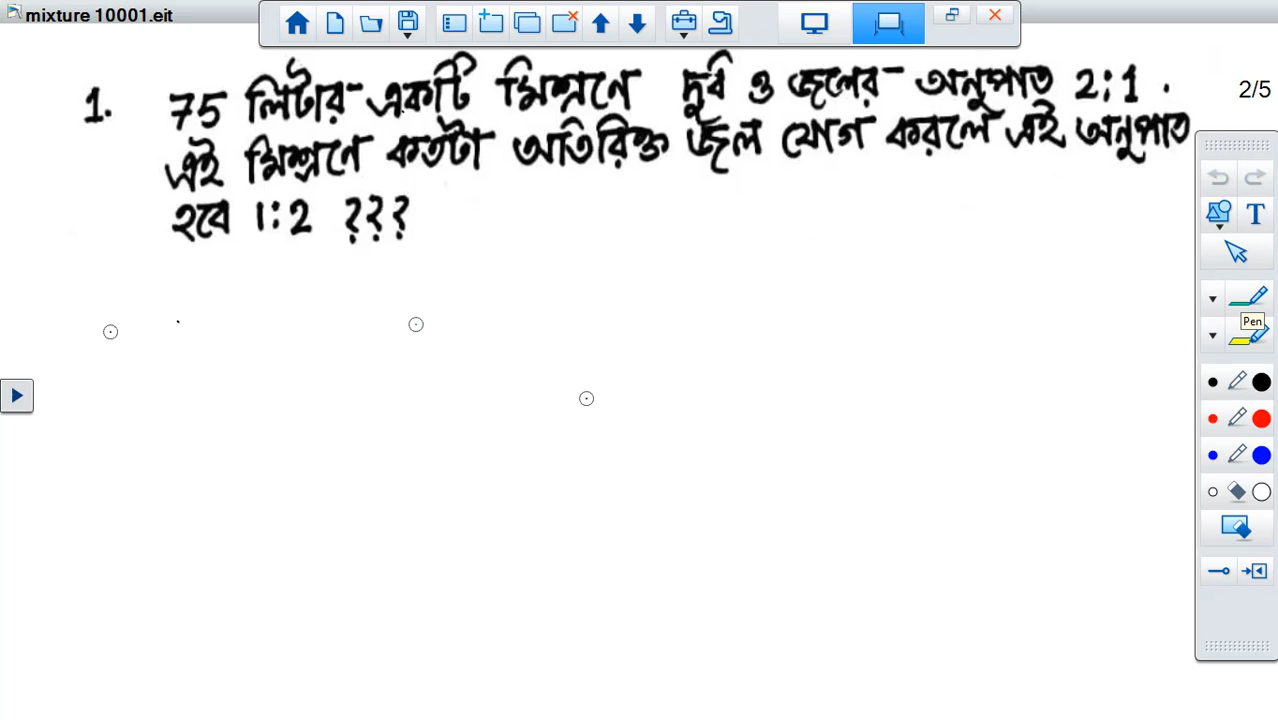 mixture 10001.eit
2/5
1. 75 লিটার একটি মিশ্রণে দুধ ও জলের অনুপাত 2:1.
এই মিশ্রণে কতটা অতিরিক্ত জল যোগ করলে এই অনুপাত
হবে 1:2 ???
T
Pen